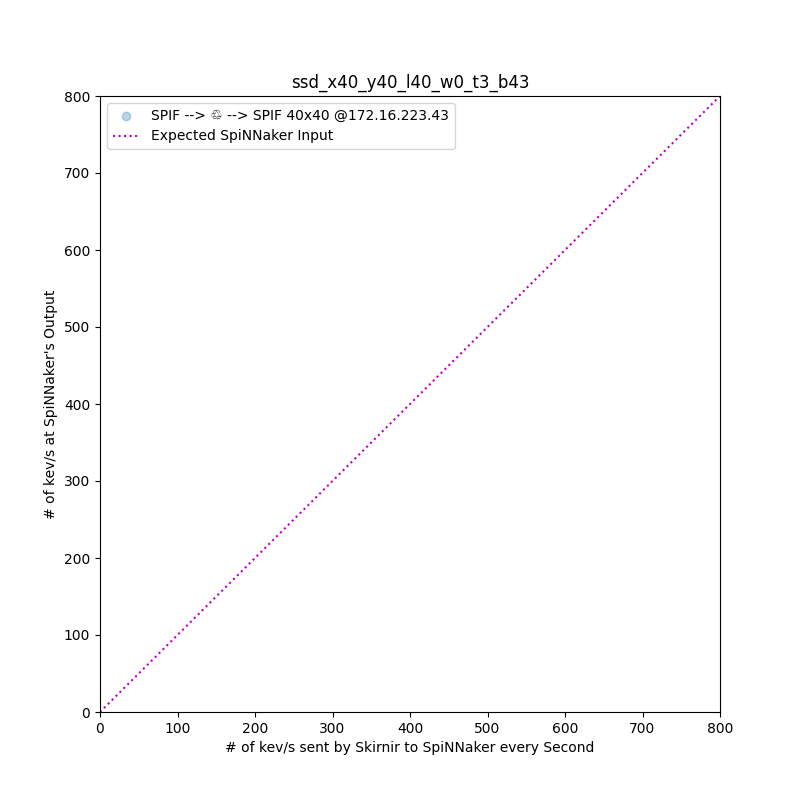 ssd_x40_y40_l40_w0_t3_b43
SPIF --> ♲ --> SPIF 40x40 @172.16.223.43
Expected SpiNNaker Input
800
700
600
500
400
300
200
100
0
# of kev/s at SpiNNaker's Output
0 100 200 300 400 500 600 700 800
# of kev/s sent by Skirnir to SpiNNaker every Second